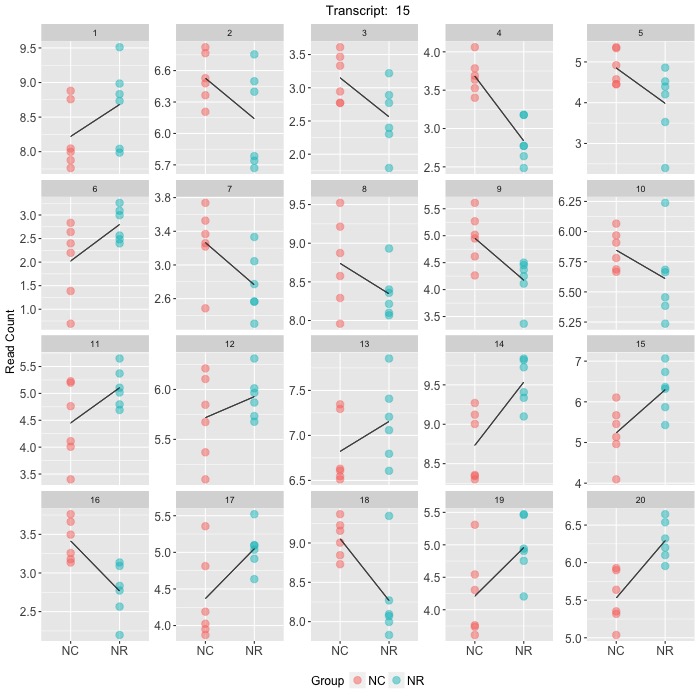 Transcript: 15
1 2 3 4 5
9.5 9.0 8.5 8.0
6.6 6.3 6.0 5.7
3.5 3.0 2.5 2.0
4.0 3.5 3.0 2.5
5 4 3
6 7 8 9 10
3.0 2.5 2.0 1.5 1.0
3.8 3.4 3.0 2.6
9.5 9.0 8.5 8.0
5.5 5.0 4.5 4.0 3.5
6.25 6.00 5.75 5.50 5.25
Read Count
11 12 13 14 15
5.5 5.0 4.5 4.0 3.5
6.0 5.5
7.5 7.0 6.5
9.5 9.0 8.5
7 6 5 4
16 17 18 19 20
3.5 3.0 2.5
5.5 5.0 4.5 4.0
9.0 8.5 8.0
5.5 5.0 4.5 4.0
6.5 6.0 5.5 5.0
NC NR NC NR NC NR NC NR NC NR
Group NC NR